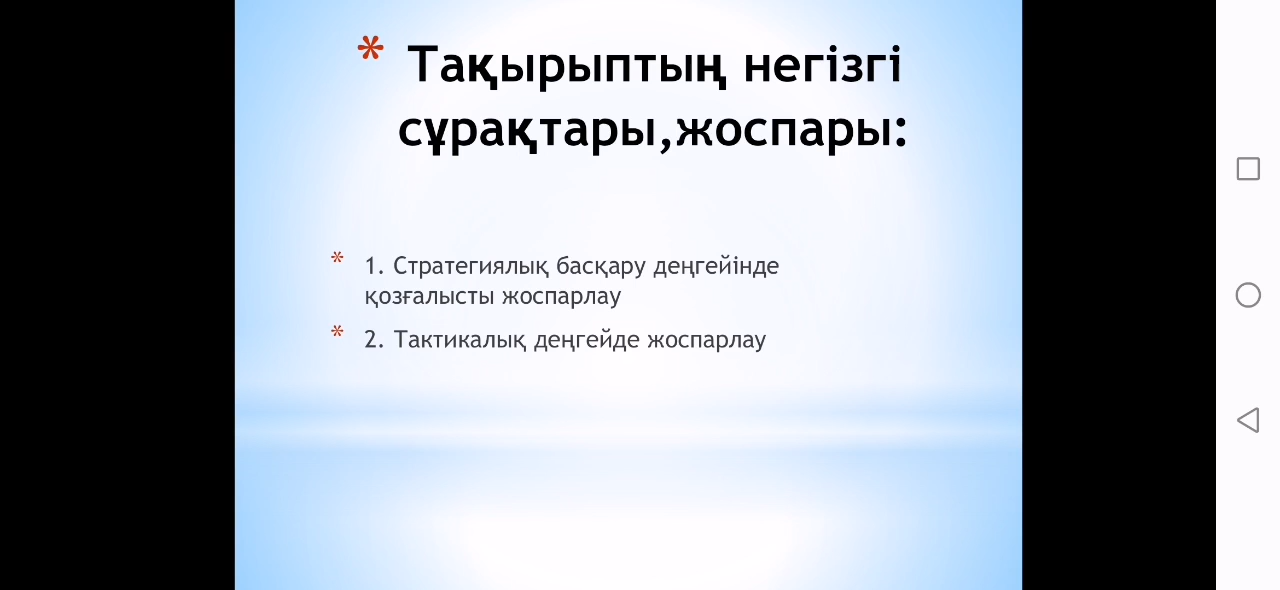 * Тақырыптың негізгі
сұрақтары,жоспары:
* 1. Стратегиялық басқару деңгейінде
қозғалысты жоспарлау
* 2. Тактикалық деңгейде жоспарлау